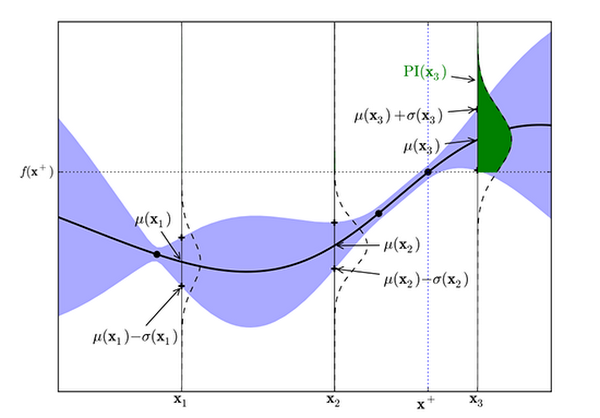 PI(x₃)
μ(x₃)+σ(x₃)
μ(x₃)
f(x⁺)
μ(x₁)
μ(x₂)
μ(x₂)−σ(x₂)
μ(x₁)−σ(x₁)
x₁ x₂ x⁺ x₃